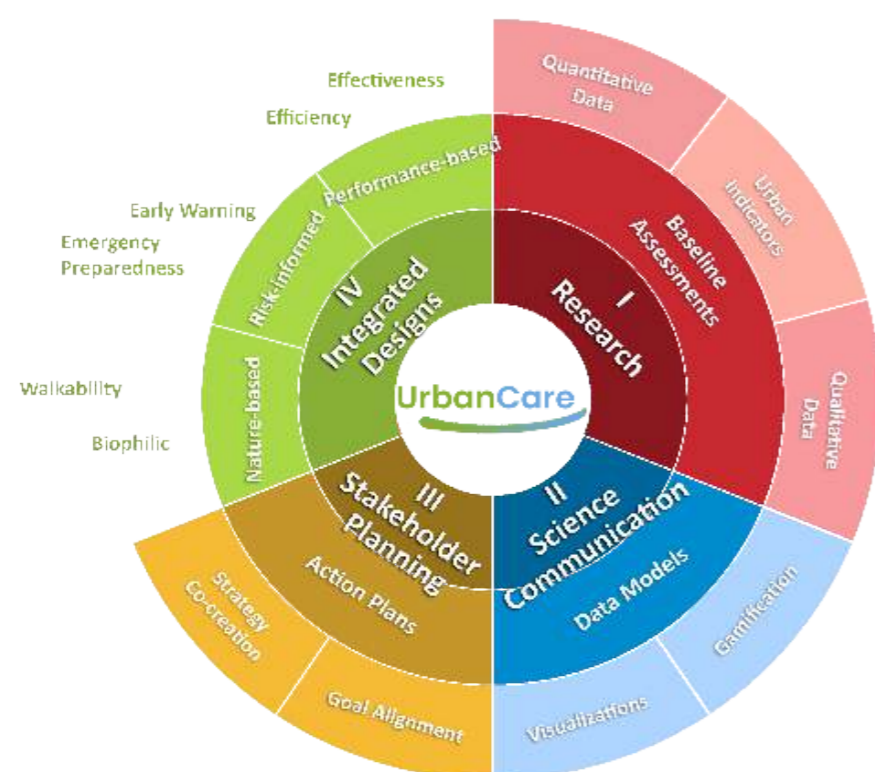 Effectiveness
Efficiency
Early Warning
Emergency
Preparedness
Walkability
Biophilic
Quantitative
Data
Urban
Indicators
Qualitative
Data
Baseline
Assessments
I
Research
II
Science
Communication
Data Models
Gamification
Visualizations
III
Stakeholder
Planning
Action Plans
Strategy
Co-creation
Goal Alignment
IV
Integrated
Designs
Performance-based
Risk-informed
Nature-based
UrbanCare